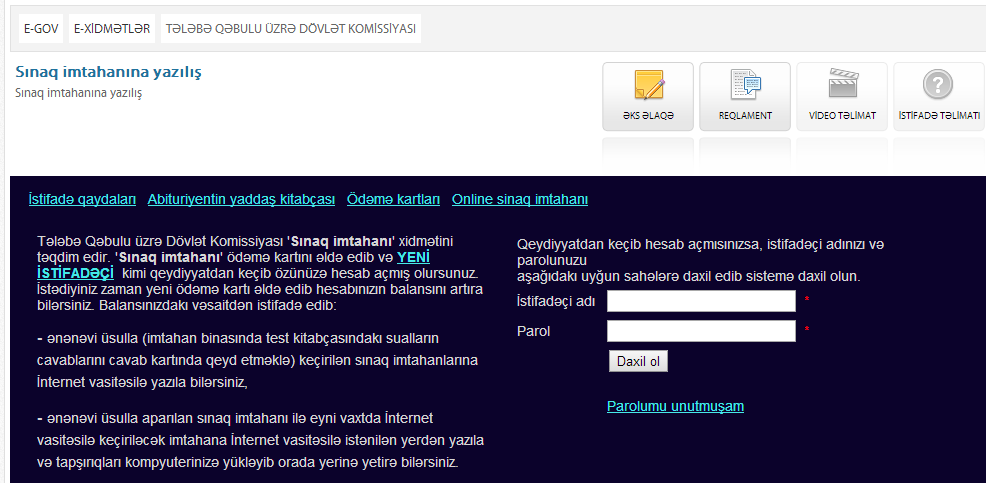 E-GOV E-XİDMƏTLƏR TƏLƏBƏ QƏBULU ÜZRƏ DÖVLƏT KOMİSSİYASI
Sınaq imtahanına yazılış
Sınaq imtahanına yazılış
ƏKS ƏLAQƏ REQLAMENT VİDEO TƏLİMAT İSTİFADƏ TƏLİMATI
İstifadə qaydaları Abituriyentin yaddaş kitabçası Ödəmə kartları Online sinaq imtahanı
Tələbə Qəbulu üzrə Dövlət Komissiyası 'Sınaq imtahanı' xidmətini
təqdim edir. 'Sınaq imtahanı' ödəmə kartını əldə edib və YENİ
İSTİFADƏÇİ kimi qeydiyyatdan keçib özünüzə hesab açmış olursunuz.
İstədiyiniz zaman yeni ödəmə kartı əldə edib hesabınızın balansını artıra
bilərsiniz. Balansınızdakı vəsaitdən istifadə edib:
- ənənəvi üsulla (imtahan binasında test kitabçasındakı sualların
cavablarını cavab kartında qeyd etməklə) keçirilən sınaq imtahanlarına
İnternet vasitəsilə yazıla bilərsiniz,
- ənənəvi üsulla aparılan sınaq imtahanı ilə eyni vaxtda İnternet
vasitəsilə keçiriləcək imtahana İnternet vasitəsilə istənilən yerdən yazıla
və tapşırıqları kompyuterinizə yükləyib orada yerinə yetirə bilərsiniz.
Qeydiyyatdan keçib hesab açmısınızsa, istifadəçi adınızı və
parolunuzu
aşağıdakı uyğun sahələrə daxil edib sistemə daxil olun.
İstifadəçi adı *
Parol *
Daxil ol
Parolumu unutmuşam